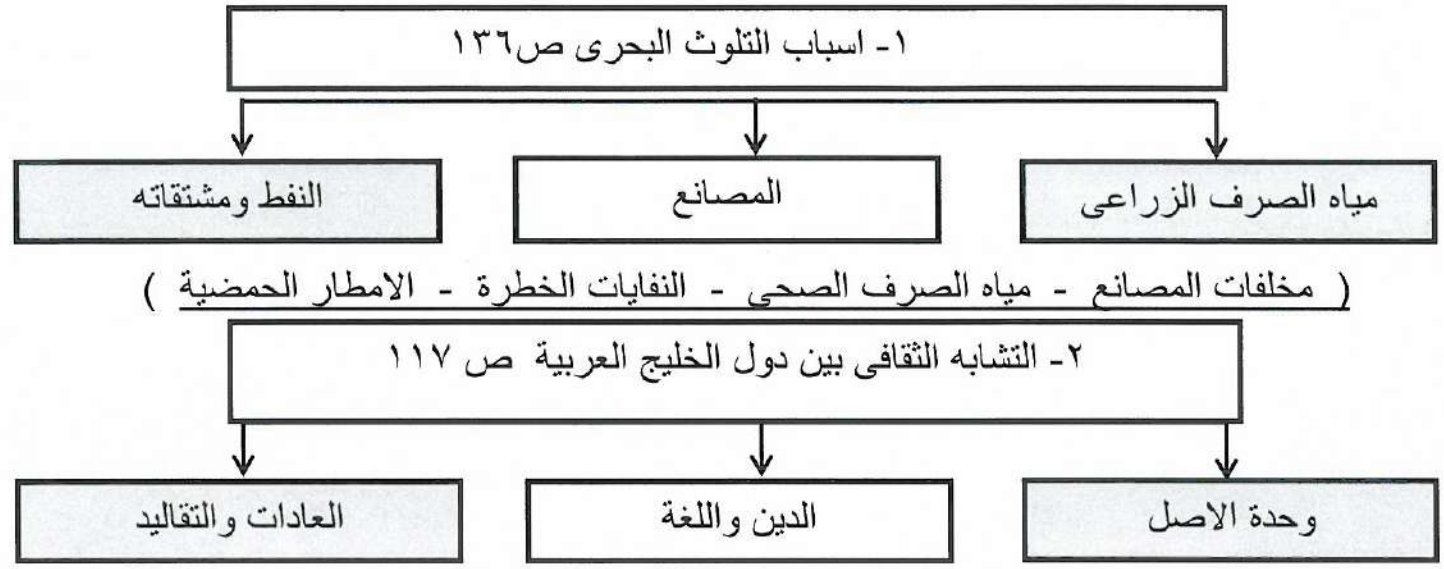 ١- اسباب التلوث البحرى ص١٣٦
مياه الصرف الزراعى
المصانع
النفط ومشتقاته
( مخلفات المصانع - مياه الصرف الصحى - النفايات الخطرة - الامطار الحمضية )
٢- التشابه الثقافى بين دول الخليج العربية ص ١١٧
وحدة الاصل
الدين واللغة
العادات والتقاليد